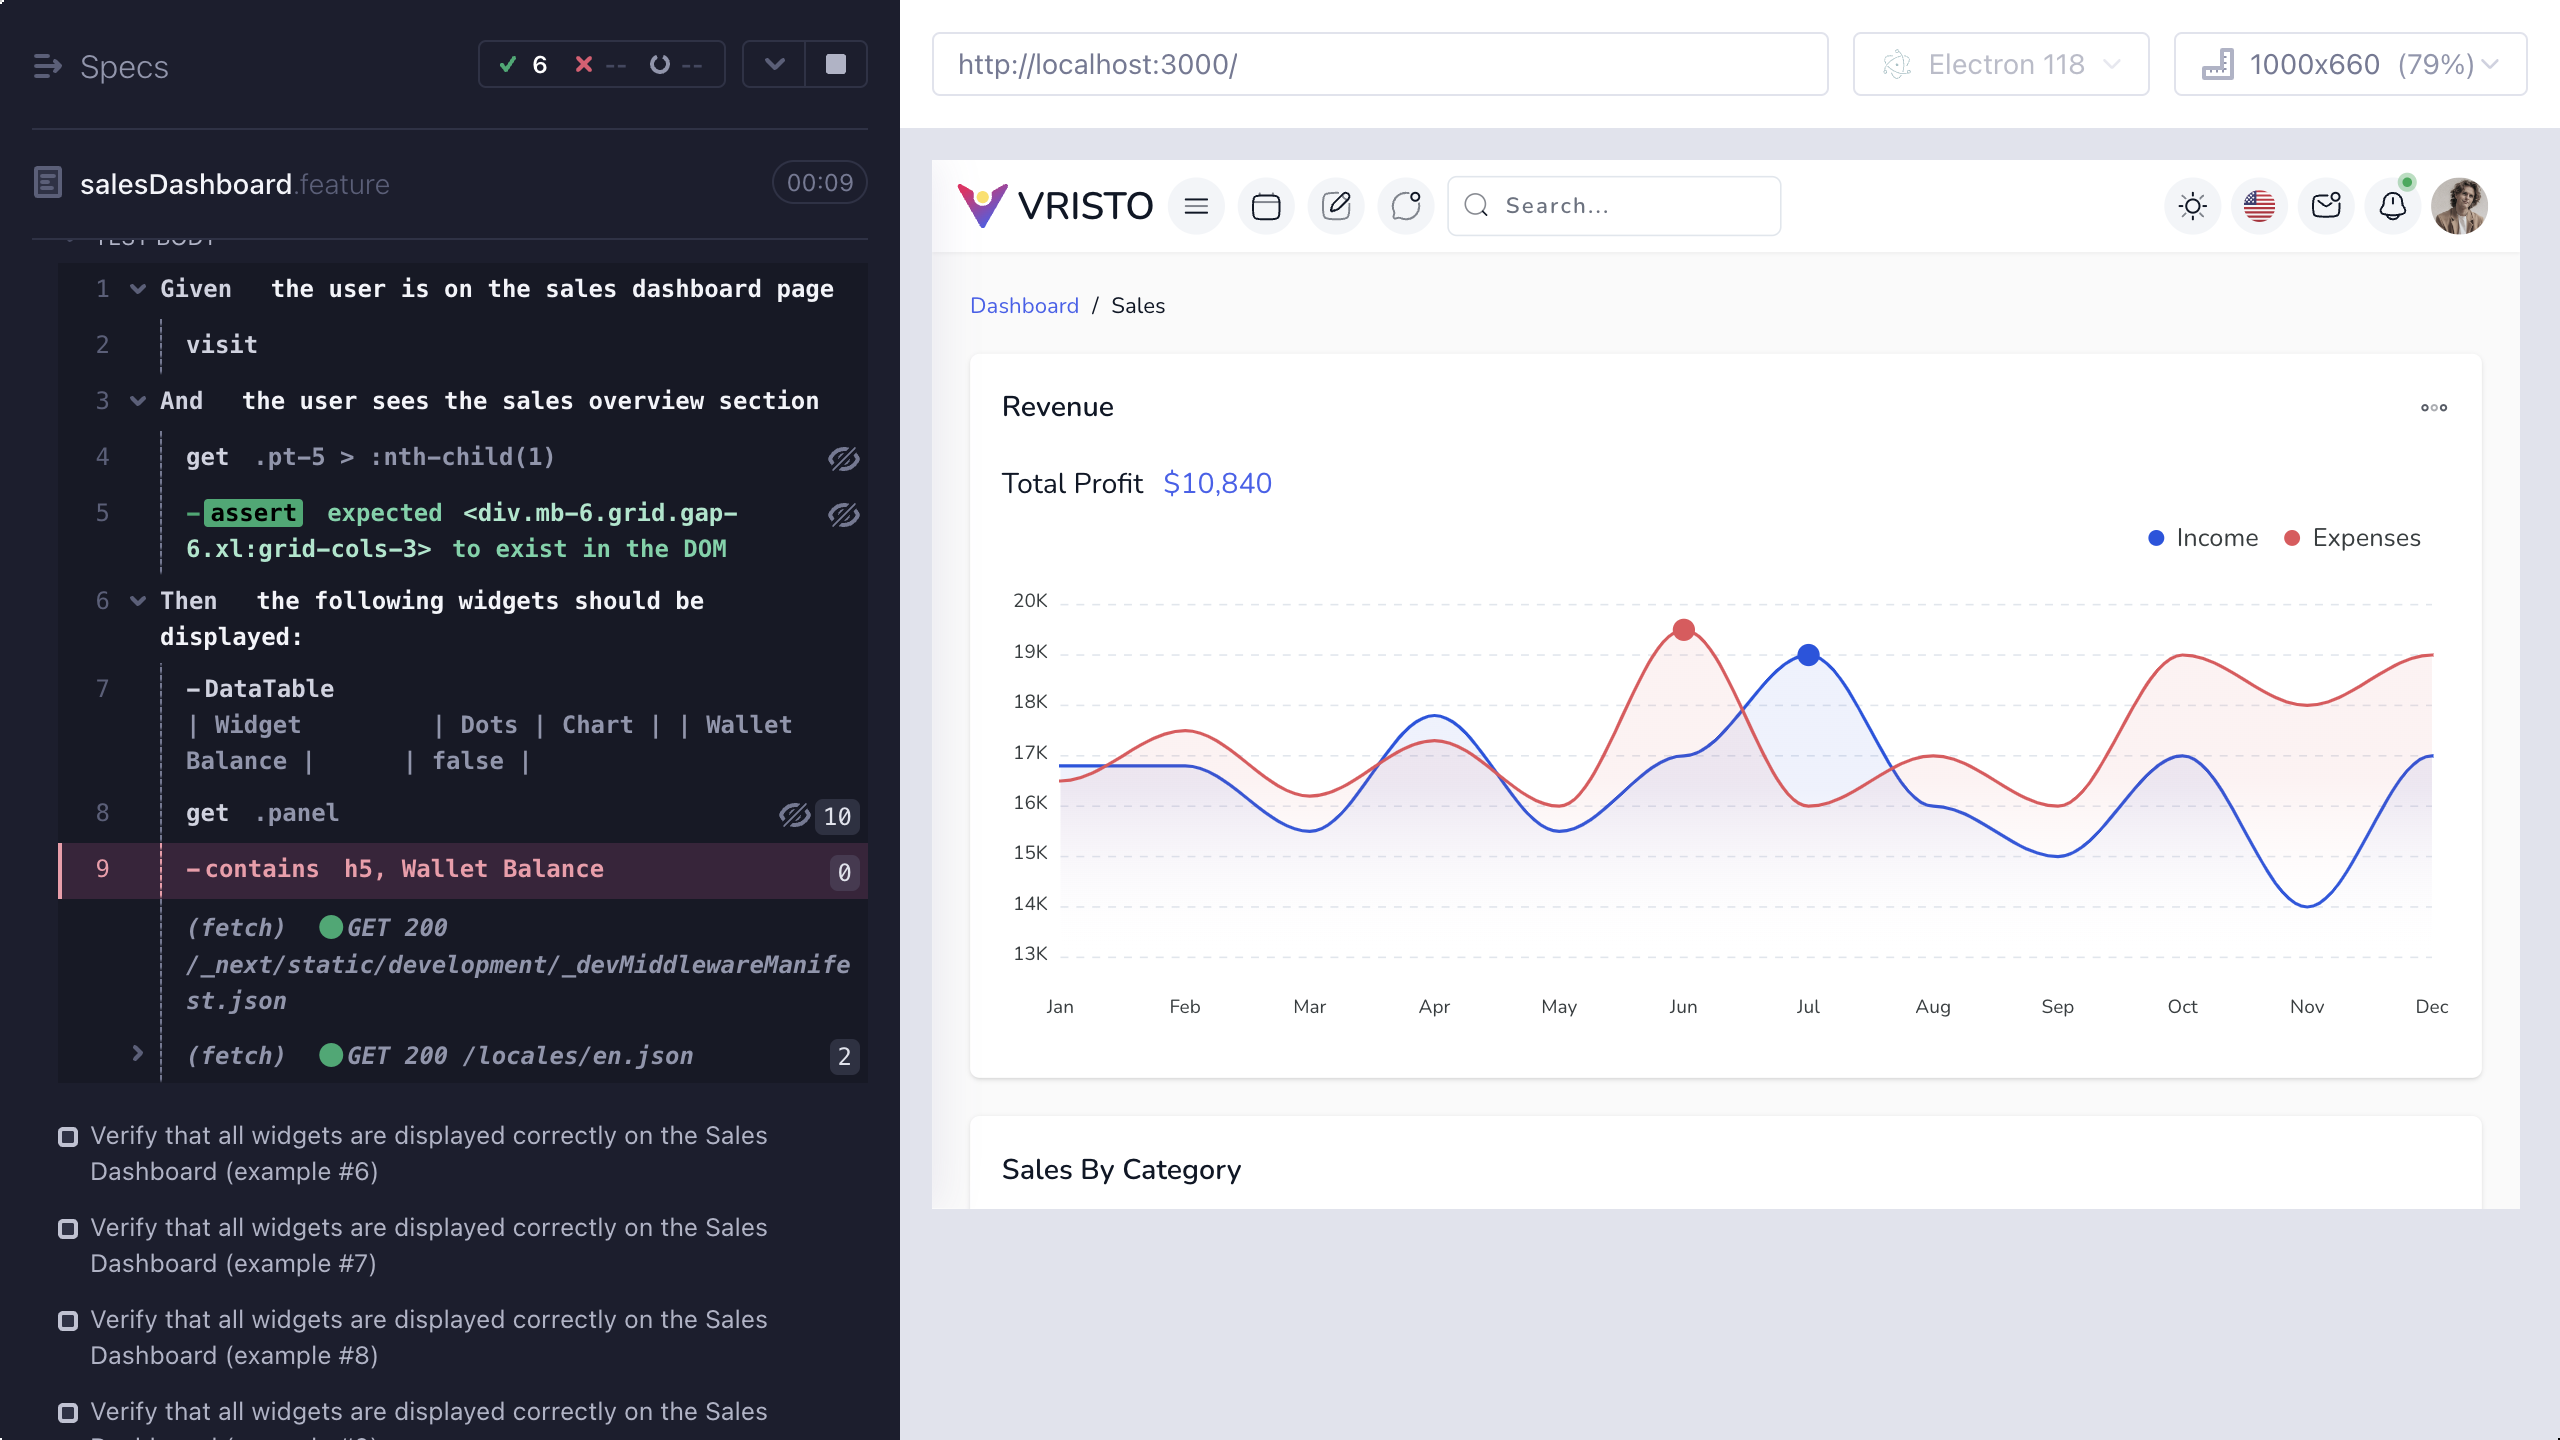 Specs
6 -- --
salesDashboard.feature
00:09
TEST BODY
1 Given the user is on the sales dashboard page
2 visit
3 And the user sees the sales overview section
4 get .pt-5 > :nth-child(1)
5 -assert expected <div.mb-6.grid.gap-
6.xl:grid-cols-3> to exist in the DOM
6 Then the following widgets should be
displayed:
7 -DataTable
| Widget | Dots | Chart | | Wallet
Balance | | false |
8 get .panel 10
9 -contains h5, Wallet Balance 0
(fetch) GET 200
/_next/static/development/_devMiddlewareManife
st.json
(fetch) GET 200 /locales/en.json 2
Verify that all widgets are displayed correctly on the Sales
Dashboard (example #6)
Verify that all widgets are displayed correctly on the Sales
Dashboard (example #7)
Verify that all widgets are displayed correctly on the Sales
Dashboard (example #8)
Verify that all widgets are displayed correctly on the Sales
http://localhost:3000/
Electron 118
1000x660 (79%)
VRISTO
Search...
Dashboard / Sales
Revenue
Total Profit $10,840
Income Expenses
20K
19K
18K
17K
16K
15K
14K
13K
Jan Feb Mar Apr May Jun Jul Aug Sep Oct Nov Dec
Sales By Category